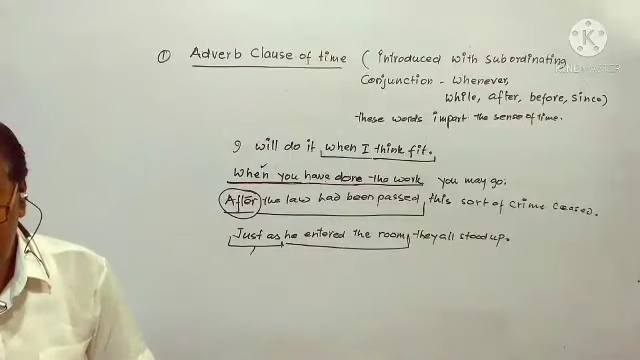 ① Adverb Clause of time (introduced with subordinating
Conjunction - whenever,
while, after, before, since)
These words impart the sense of time.
I will do it when I think fit.
When you have done the work you may go.
After the law had been passed this sort of crime ceased.
Just as he entered the room they all stood up.
K
KINEMASTER